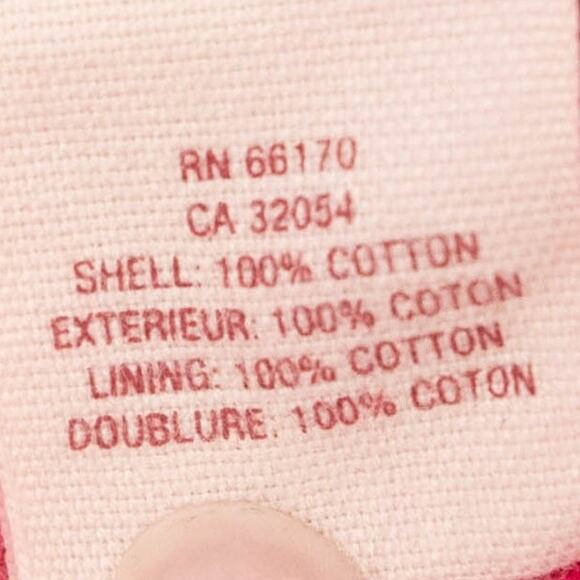 RN 66170
CA 32054
SHELL: 100% COTTON
EXTERIEUR: 100% COTON
LINING: 100% COTTON
DOUBLURE: 100% COTON